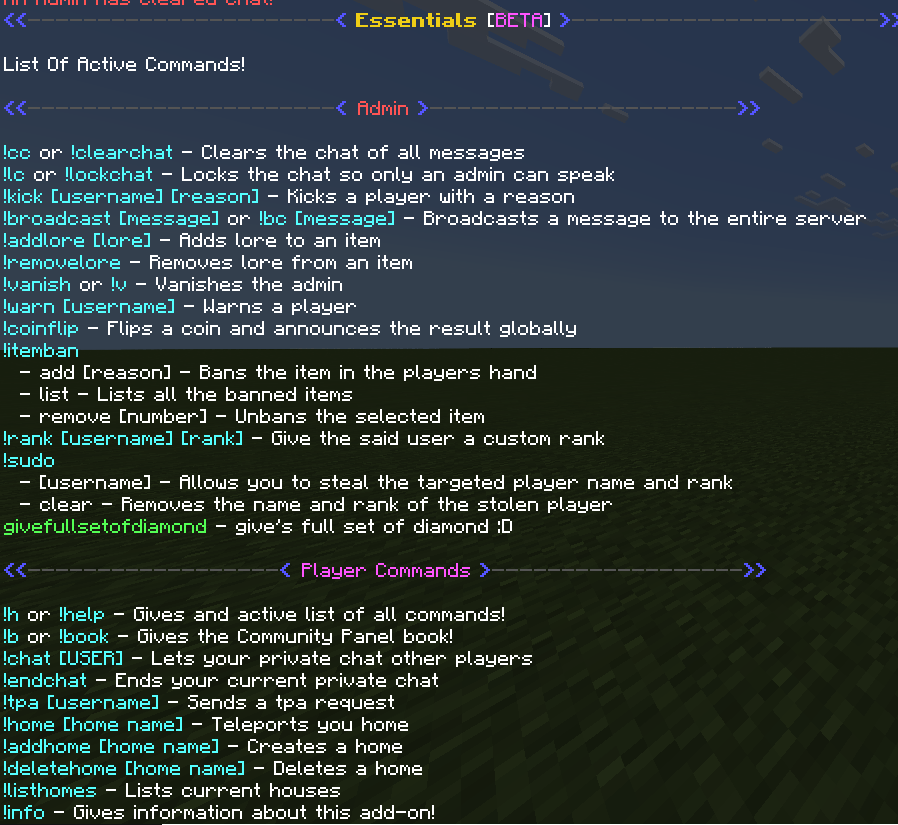 An Admin has cleared chat!
<<--------------------< Essentials [BETA] >--------------------->>
List Of Active Commands!
<<--------------------< Admin >-------------------->>
!cc or !clearchat - Clears the chat of all messages
!lc or !lockchat - Locks the chat so only an admin can speak
!kick [username] [reason] - Kicks a player with a reason
!broadcast [message] or !bc [message] - Broadcasts a message to the entire server
!addlore [lore] - Adds lore to an item
!removelore - Removes lore from an item
!vanish or !v - Vanishes the admin
!warn [username] - Warns a player
!coinflip - Flips a coin and announces the result globally
!itemban
- add [reason] - Bans the item in the players hand
- list - Lists all the banned items
- remove [number] - Unbans the selected item
!rank [username] [rank] - Give the said user a custom rank
!sudo
- [username] - Allows you to steal the targeted player name and rank
- clear - Removes the name and rank of the stolen player
givefullsetofdiamond - give's full set of diamond :D
<<----------------< Player Commands >---------------->>
!h or !help - Gives and active list of all commands!
!b or !book - Gives the Community Panel book!
!chat [USER] - Lets your private chat other players
!endchat - Ends your current private chat
!tpa [username] - Sends a tpa request
!home [home name] - Teleports you home
!addhome [home name] - Creates a home
!deletehome [home name] - Deletes a home
!listhomes - Lists current houses
!info - Gives information about this add-on!